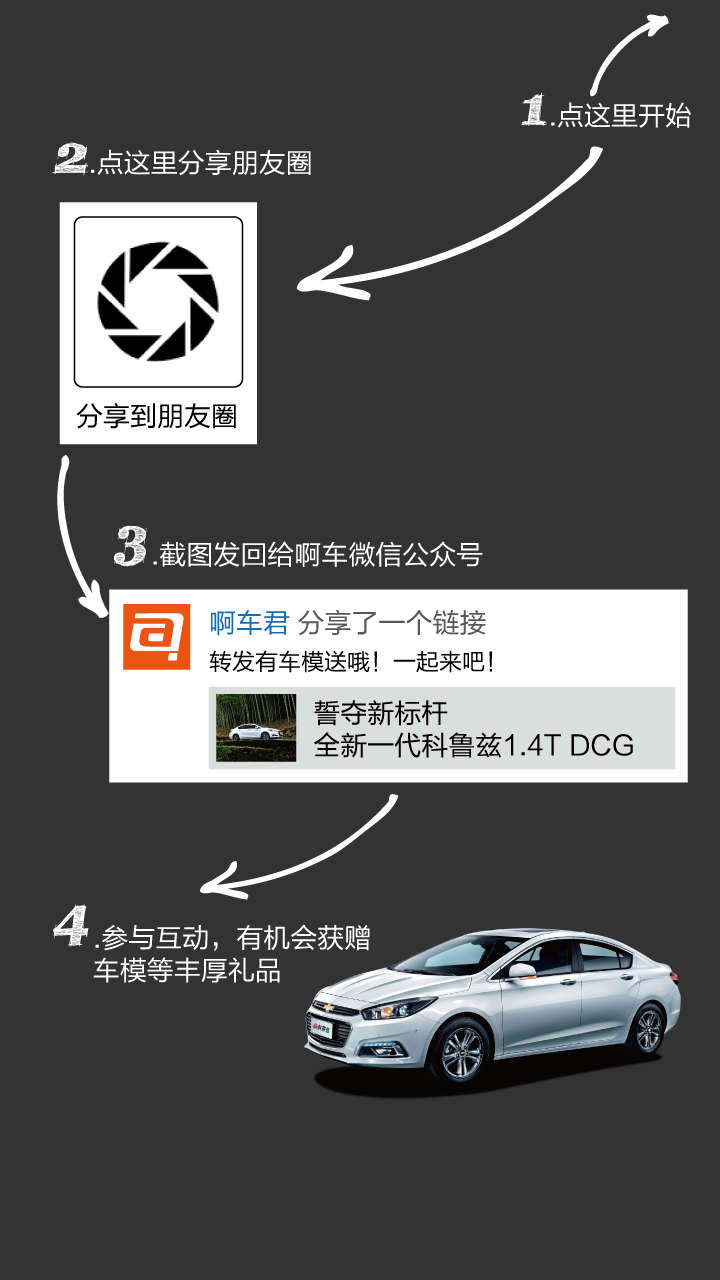 1.点这里开始
2.点这里分享朋友圈
分享到朋友圈
3.截图发回给啊车微信公众号
啊车君 分享了一个链接
转发有车模送哦！一起来吧！
誓夺新标杆
全新一代科鲁兹1.4T DCG
4.参与互动，有机会获赠
车模等丰厚礼品